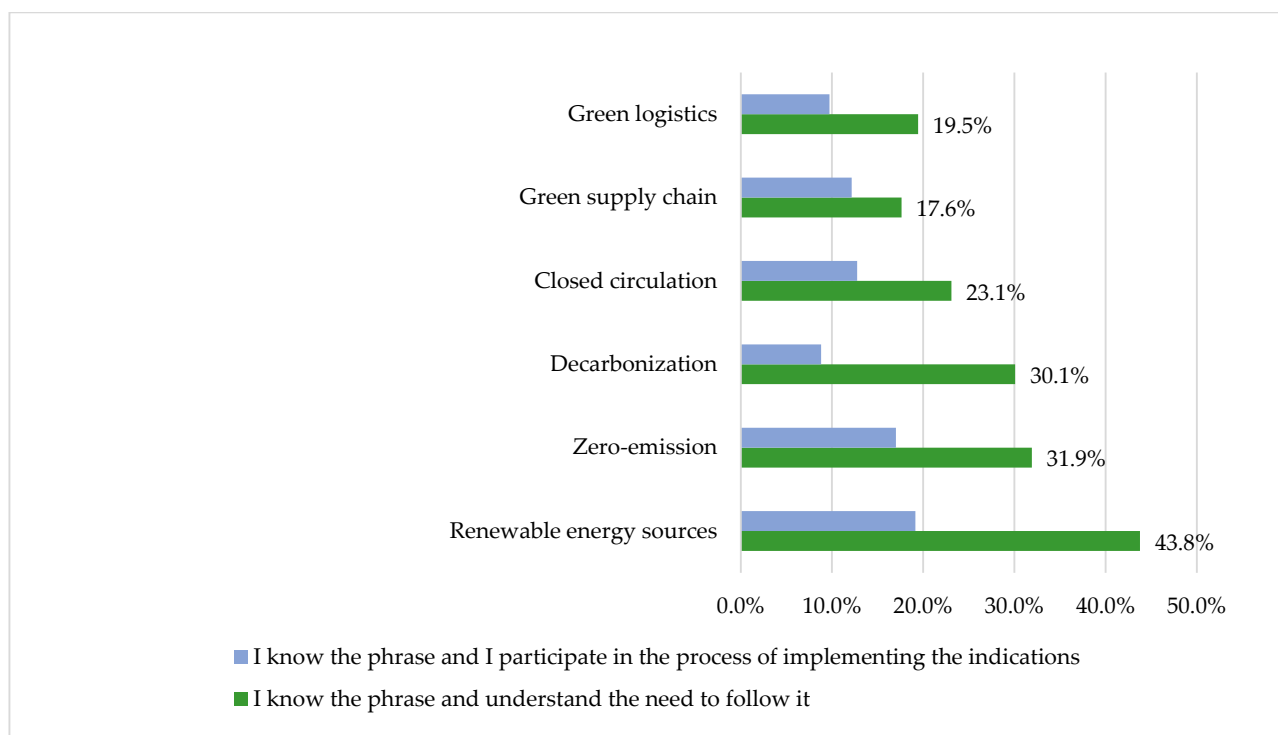 Green logistics
19.5%
Green supply chain
17.6%
Closed circulation
23.1%
Decarbonization
30.1%
Zero-emission
31.9%
Renewable energy sources
43.8%
0.0% 10.0% 20.0% 30.0% 40.0% 50.0%
I know the phrase and I participate in the process of implementing the indications
I know the phrase and understand the need to follow it